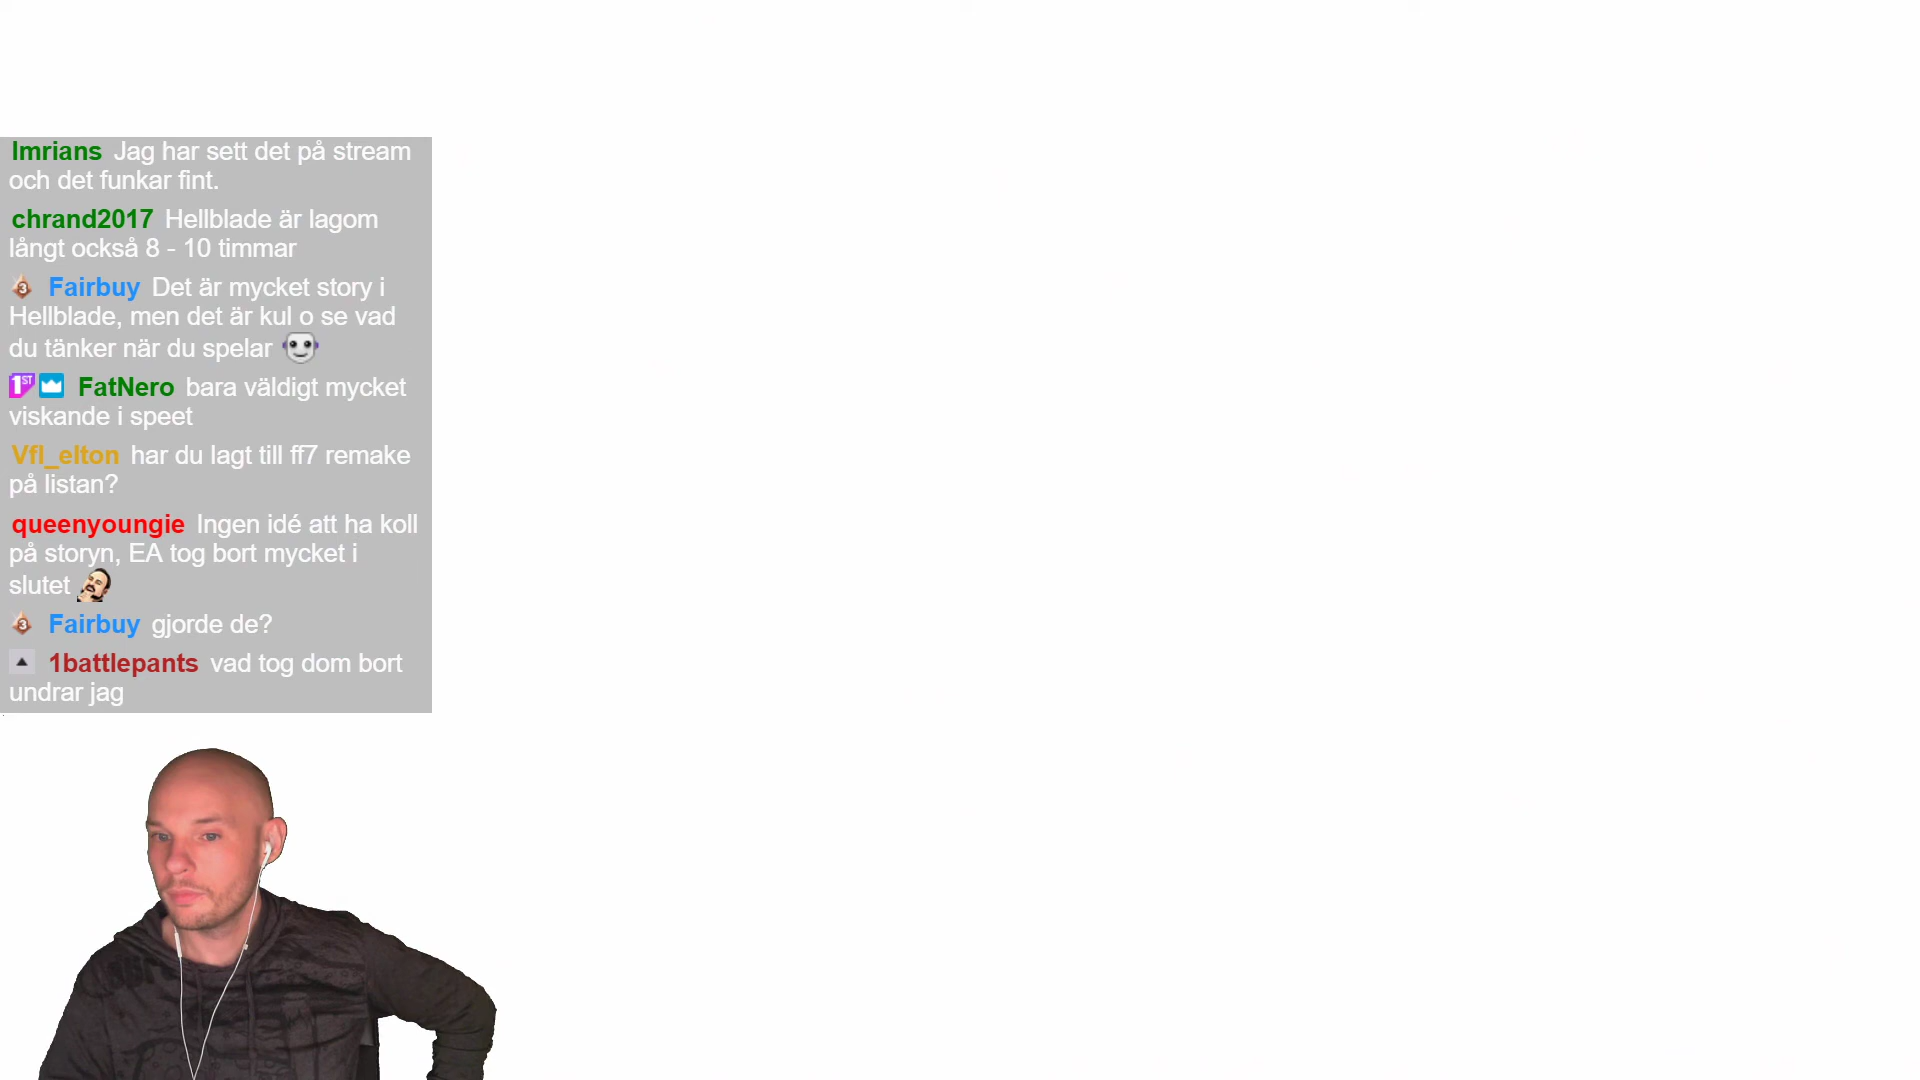 Imrians Jag har sett det på stream
och det funkar fint.
chrand2017 Hellblade är lagom
långt också 8 - 10 timmar
3 Fairbuy Det är mycket story i
Hellblade, men det är kul o se vad
du tänker när du spelar
1ST FatNero bara väldigt mycket
viskande i speet
Vfl_elton har du lagt till ff7 remake
på listan?
queenyoungie Ingen idé att ha koll
på storyn, EA tog bort mycket i
slutet
3 Fairbuy gjorde de?
1battlepants vad tog dom bort
undrar jag